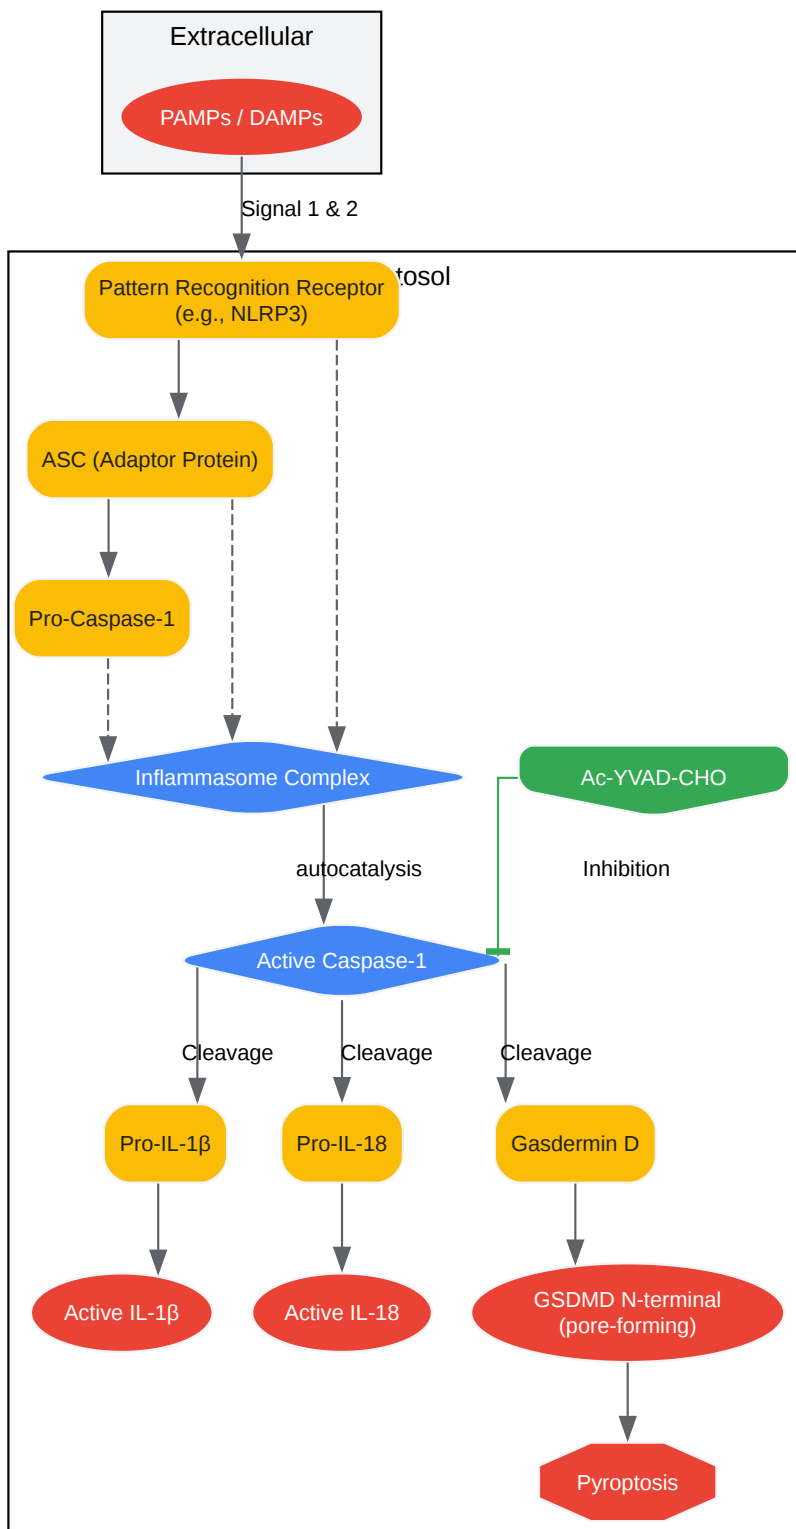 Extracellular
PAMPs / DAMPs
Signal 1 & 2
tosol
Pattern Recognition Receptor
(e.g., NLRP3)
ASC (Adaptor Protein)
Pro-Caspase-1
Inflammasome Complex
Ac-YVAD-CHO
autocatalysis
Inhibition
Active Caspase-1
Cleavage
Cleavage
Cleavage
Pro-IL-1β
Pro-IL-18
Gasdermin D
Active IL-1β
Active IL-18
GSDMD N-terminal
(pore-forming)
Pyroptosis